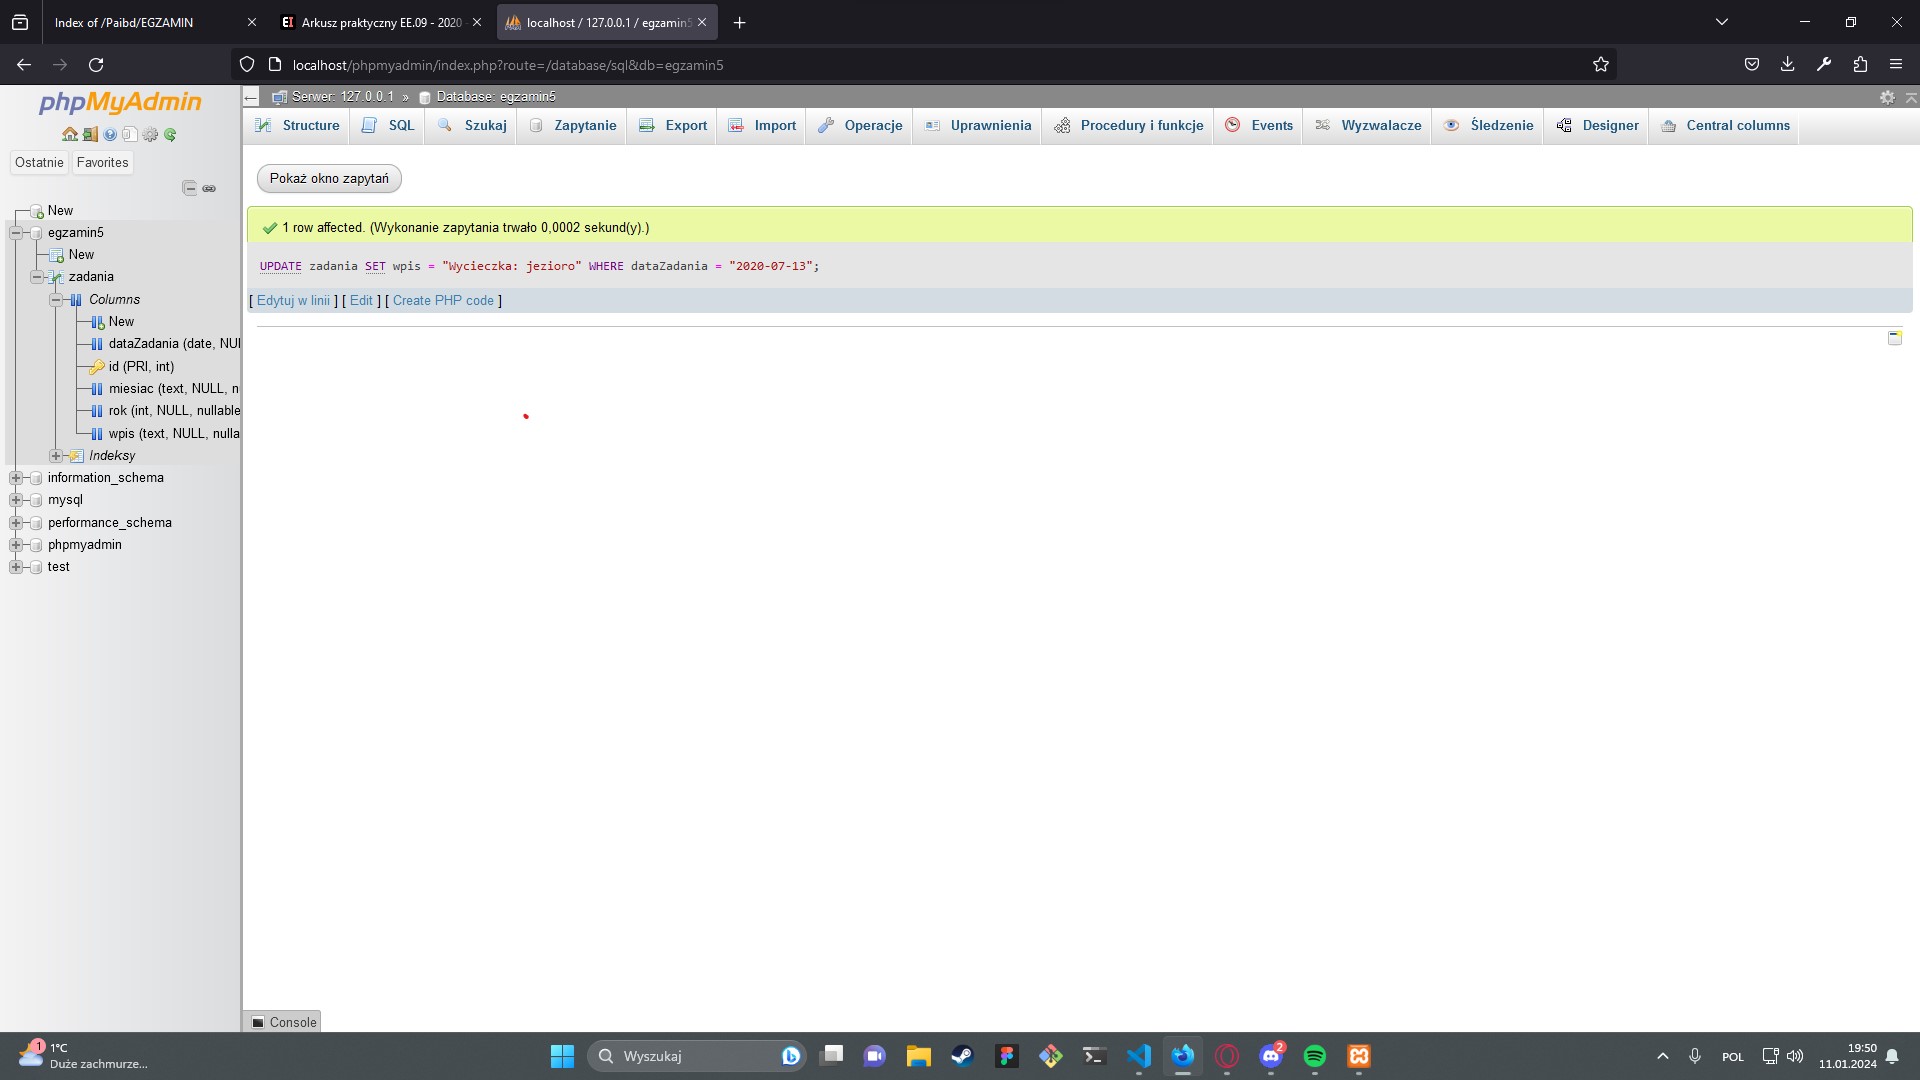 Index of /Paibd/EGZAMIN
Arkusz praktyczny EE.09 - 2020
localhost / 127.0.0.1 / egzamin5
localhost/phpmyadmin/index.php?route=/database/sql&db=egzamin5
phpMyAdmin
Ostatnie
Favorites
New
egzamin5
New
zadania
Columns
New
dataZadania (date, NUl
id (PRI, int)
miesiac (text, NULL, n
rok (int, NULL, nullable
wpis (text, NULL, nulla
Indeksy
information_schema
mysql
performance_schema
phpmyadmin
test
Serwer: 127.0.0.1 » Database: egzamin5
Structure SQL Szukaj Zapytanie Export Import Operacje Uprawnienia Procedury i funkcje Events Wyzwalacze Śledzenie Designer Central columns
Pokaż okno zapytań
1 row affected. (Wykonanie zapytania trwało 0,0002 sekund(y).)
UPDATE zadania SET wpis = "Wycieczka: jezioro" WHERE dataZadania = "2020-07-13";
[ Edytuj w linii ] [ Edit ] [ Create PHP code ]
Console
1
1°C
Duże zachmurze...
Wyszukaj
2
POL
19:50
11.01.2024